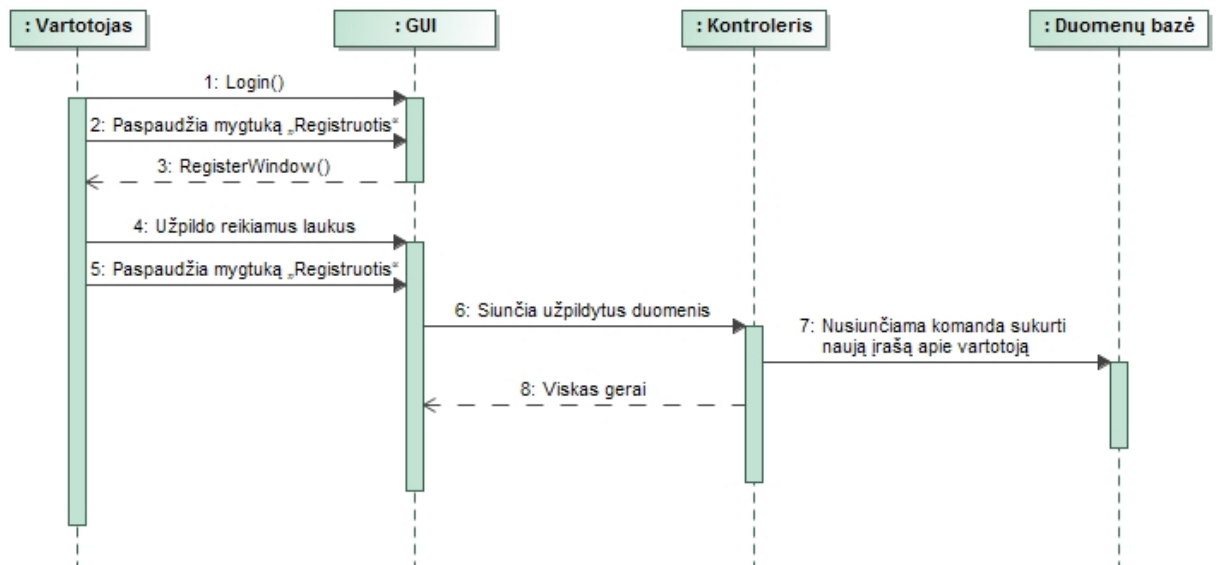 : Vartotojas
: GUI
: Kontroleris
: Duomenų bazė
1: Login()
2: Paspaudžia mygtuką „Registruotis“
3: RegisterWindow()
4: Užpildo reikiamus laukus
5: Paspaudžia mygtuką „Registruotis“
6: Siunčia užpildytus duomenis
7: Nusiunčiama komanda sukurti
naują įrašą apie vartotoją
8: Viskas gerai